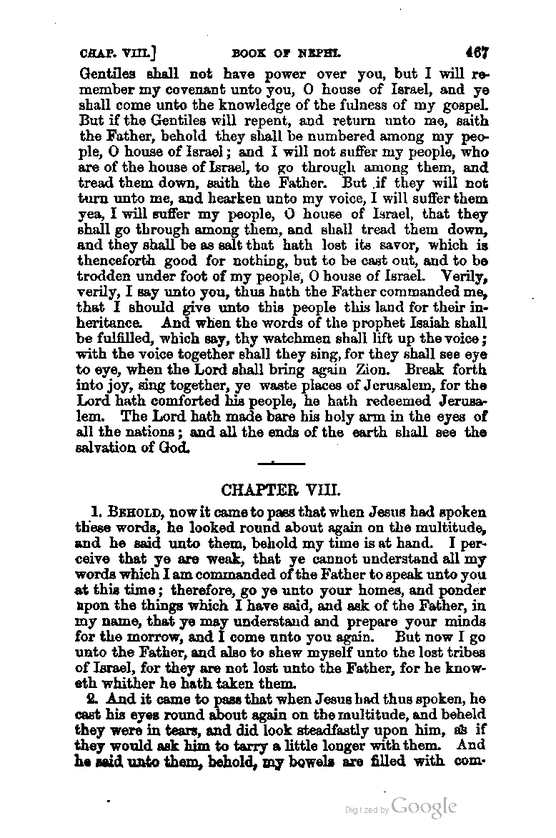 CHAP. VIII.] BOOK OF NEPHI. 467
Gentiles shall not have power over you, but I will re-
member my covenant unto you, O house of Israel, and ye
shall come unto the knowledge of the fulness of my gospel.
But if the Gentiles will repent, and return unto me, saith
the Father, behold they shall be numbered among my peo-
ple, O house of Israel; and I will not suffer my people, who
are of the house of Israel, to go through among them, and
tread them down, saith the Father. But if they will not
turn unto me, and hearken unto my voice, I will suffer them
yea, I will suffer my people, O house of Israel, that they
shall go through among them, and shall tread them down,
and they shall be as salt that hath lost its savor, which is
thenceforth good for nothing, but to be cast out, and to be
trodden under foot of my people, O house of Israel. Verily,
verily, I say unto you, thus hath the Father commanded me,
that I should give unto this people this land for their in-
heritance. And when the words of the prophet Isaiah shall
be fulfilled, which say, thy watchmen shall lift up the voice;
with the voice together shall they sing, for they shall see eye
to eye, when the Lord shall bring again Zion. Break forth
into joy, sing together, ye waste places of Jerusalem, for the
Lord hath comforted his people, he hath redeemed Jerusa-
lem. The Lord hath made bare his holy arm in the eyes of
all the nations; and all the ends of the earth shall see the
salvation of God.
CHAPTER VIII.
1. BEHOLD, now it came to pass that when Jesus had spoken
these words, he looked round about again on the multitude,
and he said unto them, behold my time is at hand. I per-
ceive that ye are weak, that ye cannot understand all my
words which I am commanded of the Father to speak unto you
at this time; therefore, go ye unto your homes, and ponder
upon the things which I have said, and ask of the Father, in
my name, that ye may understand and prepare your minds
for the morrow, and I come unto you again. But now I go
unto the Father, and also to shew myself unto the lost tribes
of Israel, for they are not lost unto the Father, for he know-
eth whither he hath taken them.
2. And it came to pass that when Jesus had thus spoken, he
cast his eyes round about again on the multitude, and beheld
they were in tears, and did look steadfastly upon him, as if
they would ask him to tarry a little longer with them. And
he said unto them, behold, my bowels are filled with com-
Digitized by Google